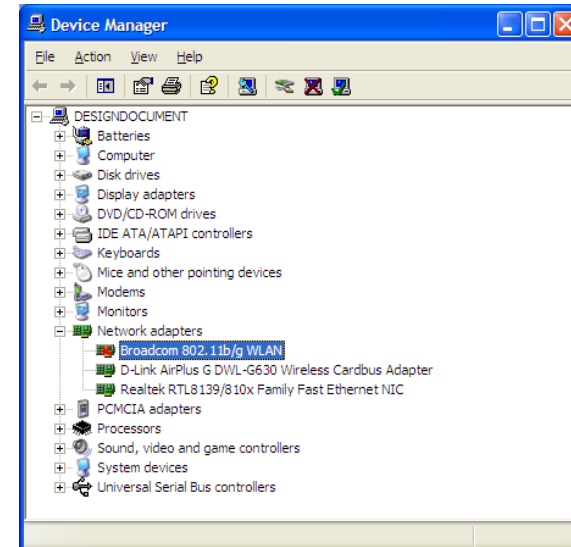 Device Manager
File Action View Help
DESIGNDOCUMENT
Batteries
Computer
Disk drives
Display adapters
DVD/CD-ROM drives
IDE ATA/ATAPI controllers
Keyboards
Mice and other pointing devices
Modems
Monitors
Network adapters
Broadcom 802.11b/g WLAN
D-Link AirPlus G DWL-G630 Wireless Cardbus Adapter
Realtek RTL8139/810x Family Fast Ethernet NIC
PCMCIA adapters
Processors
Sound, video and game controllers
System devices
Universal Serial Bus controllers